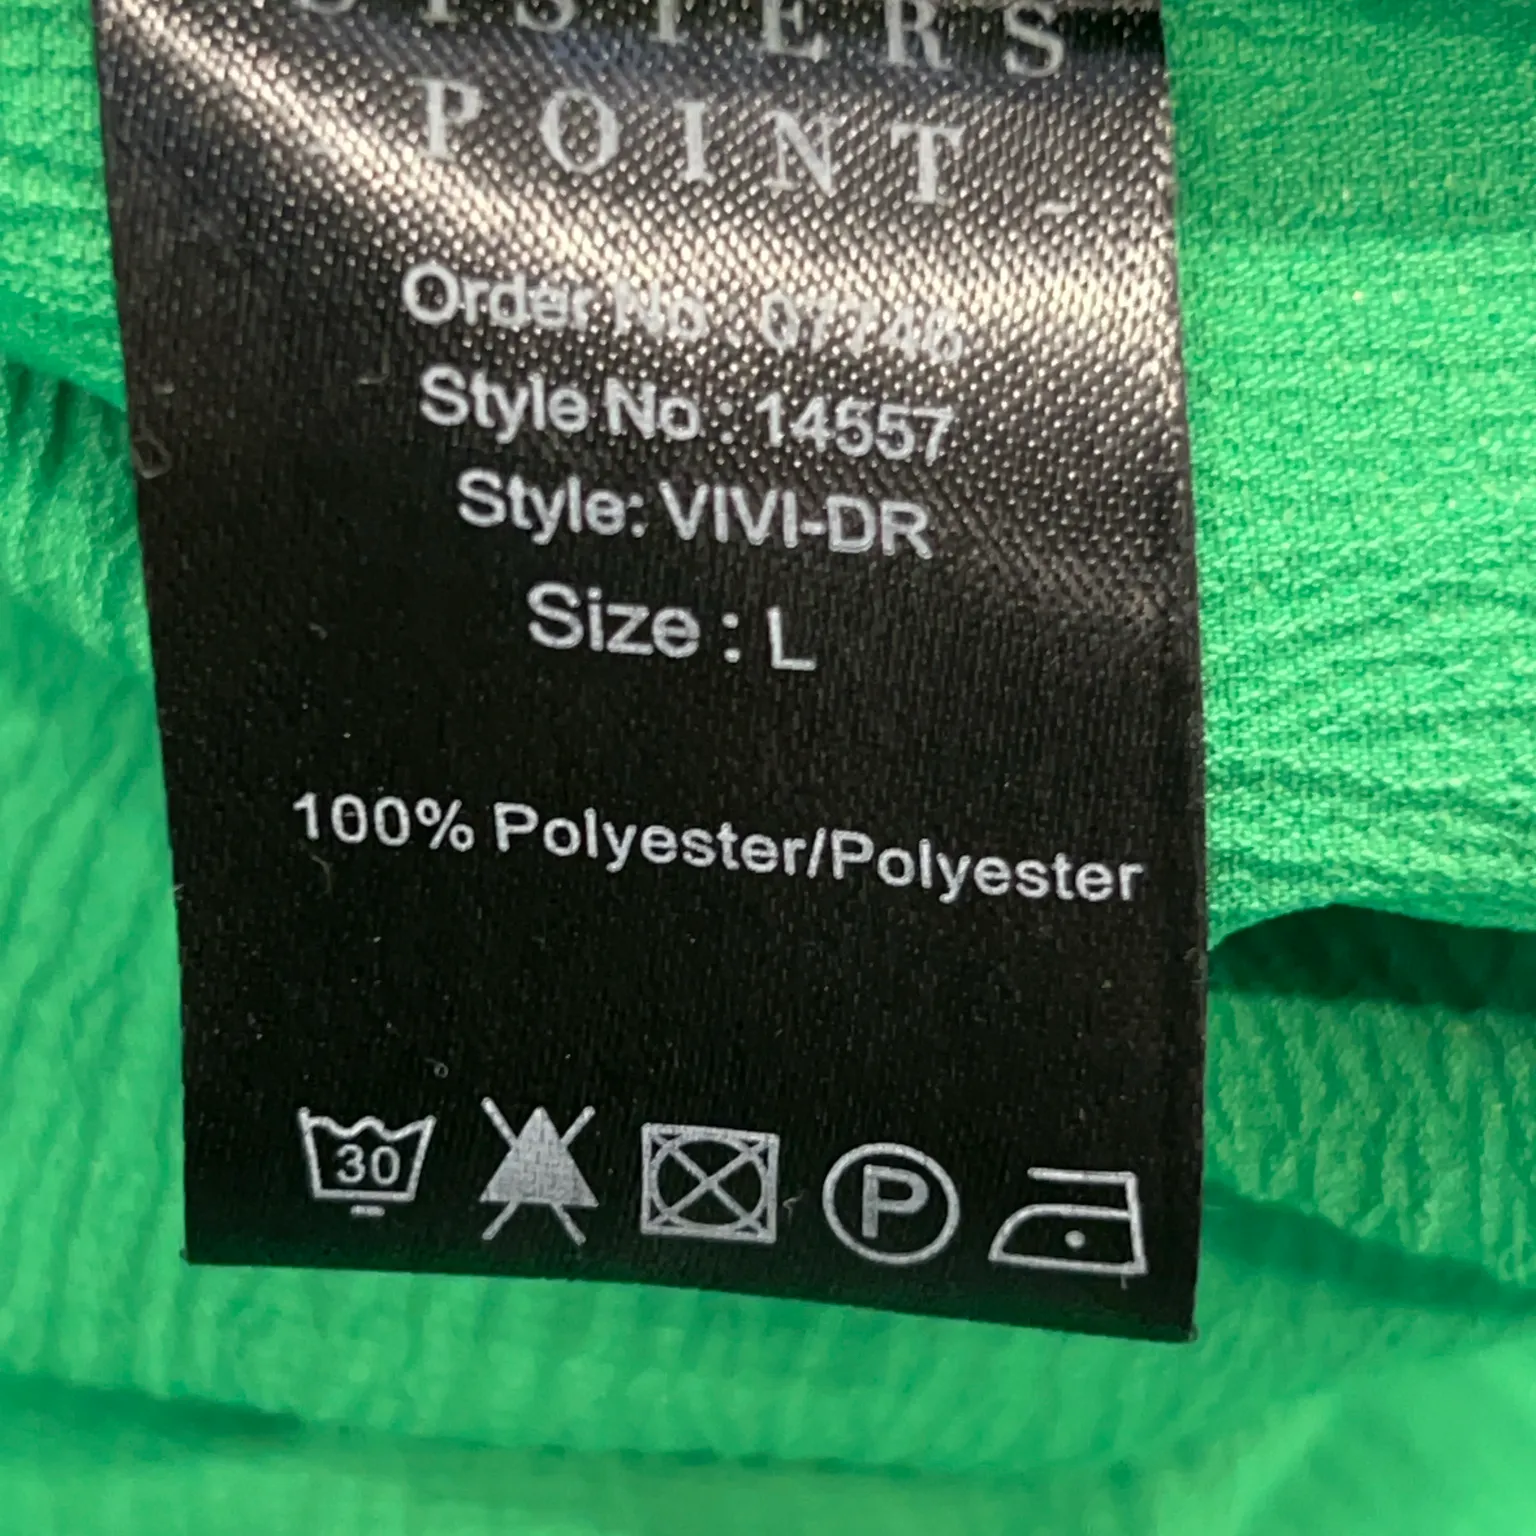 SISTERS
POINT
Order No : 07746
Style No : 14557
Style: VIVI-DR
Size : L
100% Polyester/Polyester
30
P